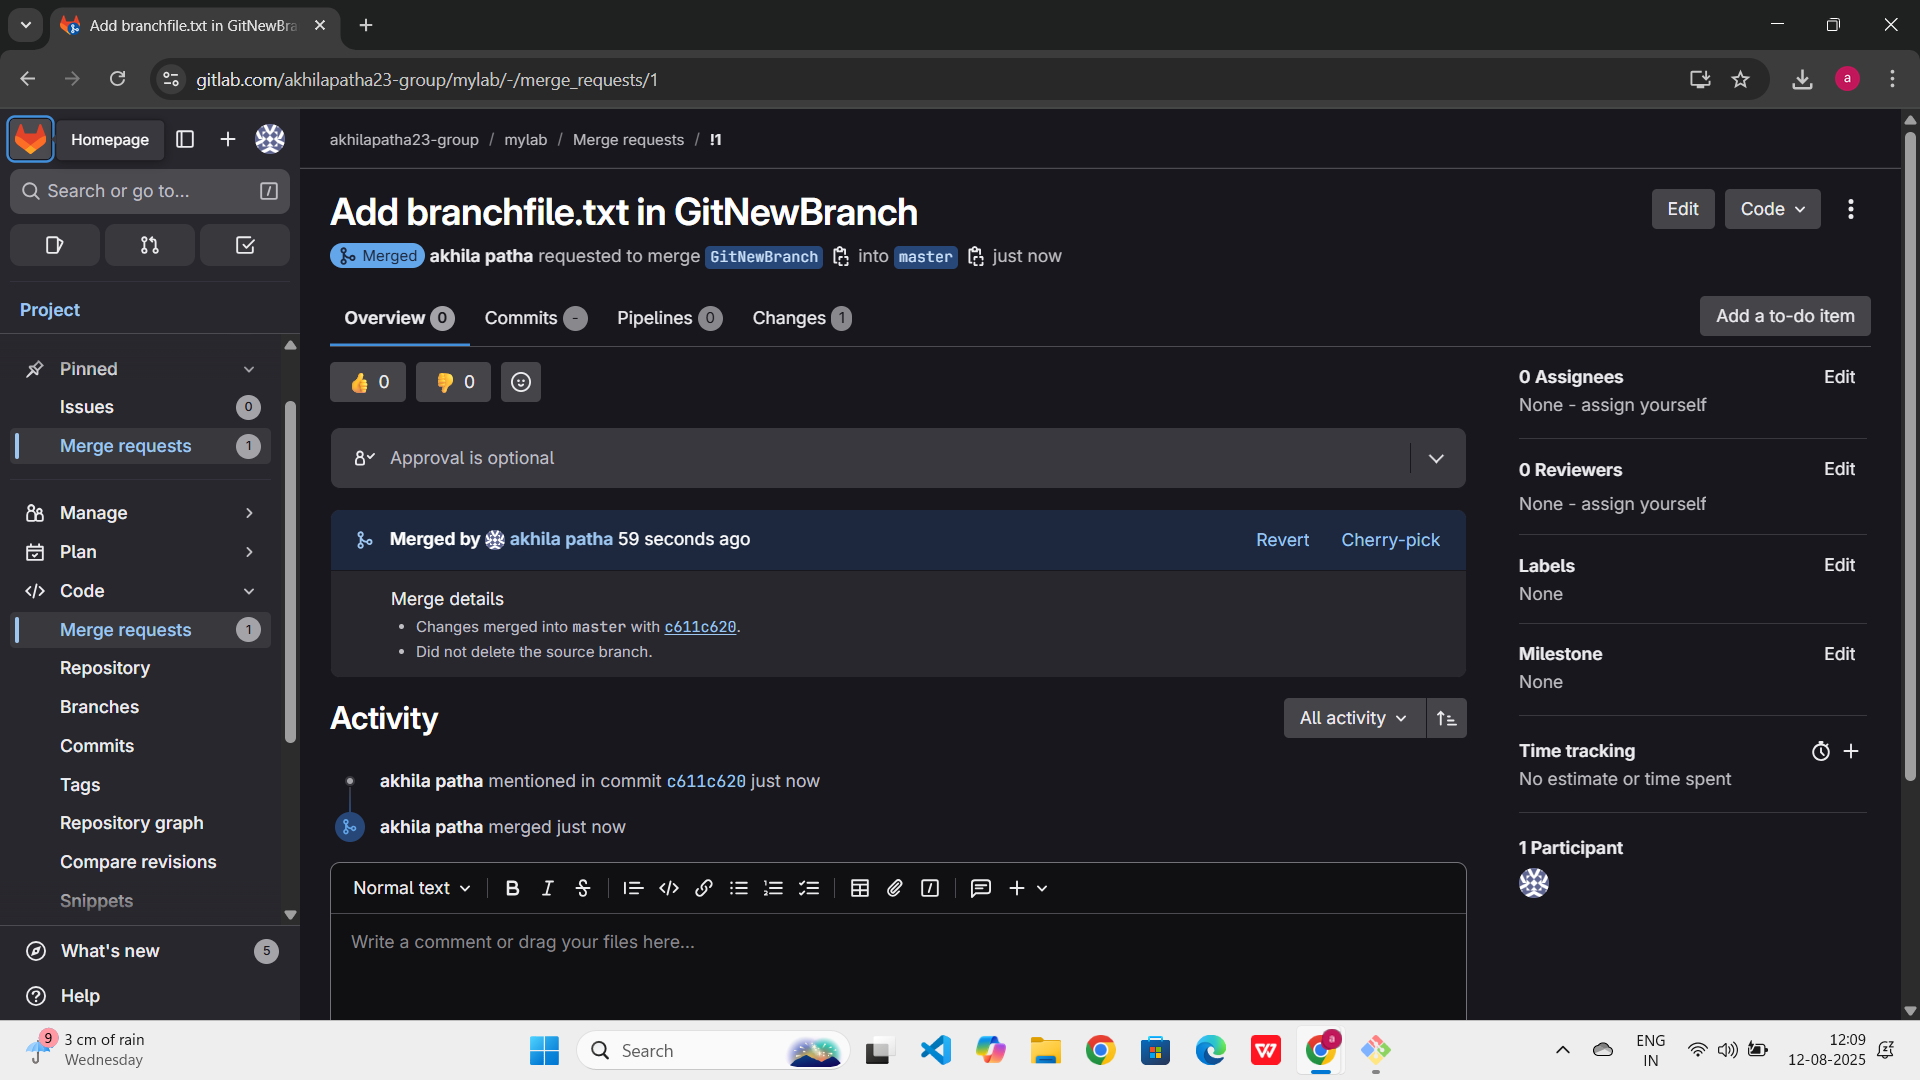 Add branchfile.txt in GitNewBra
gitlab.com/akhilapatha23-group/mylab/-/merge_requests/1
a
Homepage
akhilapatha23-group / mylab / Merge requests / !1
Search or go to...
/
Add branchfile.txt in GitNewBranch
Edit
Code
Merged akhila patha requested to merge GitNewBranch into master just now
Project
Overview 0
Commits -
Pipelines 0
Changes 1
Add a to-do item
Pinned
Issues 0
Merge requests 1
Manage
Plan
Code
Merge requests 1
Repository
Branches
Commits
Tags
Repository graph
Compare revisions
Snippets
What's new 5
Help
👍 0
👎 0
Approval is optional
Merged by akhila patha 59 seconds ago
Revert
Cherry-pick
Merge details
• Changes merged into master with c611c620.
• Did not delete the source branch.
Activity
All activity
akhila patha mentioned in commit c611c620 just now
akhila patha merged just now
Normal text
B I S
Write a comment or drag your files here...
0 Assignees
Edit
None - assign yourself
0 Reviewers
Edit
None - assign yourself
Labels
Edit
None
Milestone
Edit
None
Time tracking
No estimate or time spent
1 Participant
9
3 cm of rain
Wednesday
Search
W
a
ENG
IN
12:09
12-08-2025